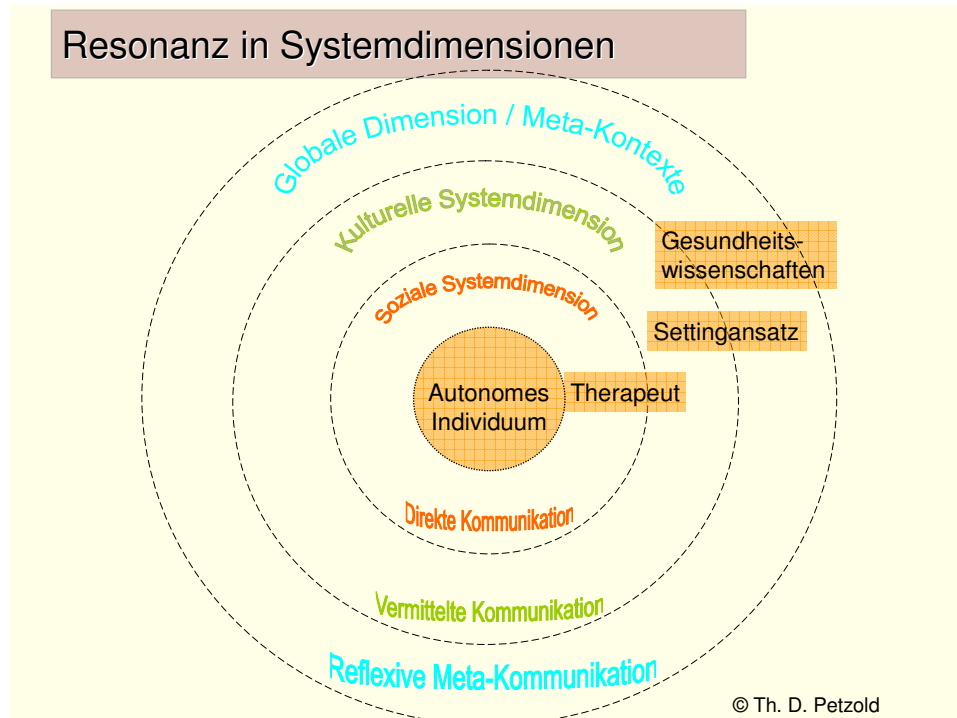 Resonanz in Systemdimensionen
Globale Dimension / Meta-Kontexte
Kulturelle Systemdimension
Gesundheits-
wissenschaften
Soziale Systemdimension
Settingansatz
Autonomes
Individuum
Therapeut
Direkte Kommunikation
Vermittelte Kommunikation
Reflexive Meta-Kommunikation
© Th. D. Petzold